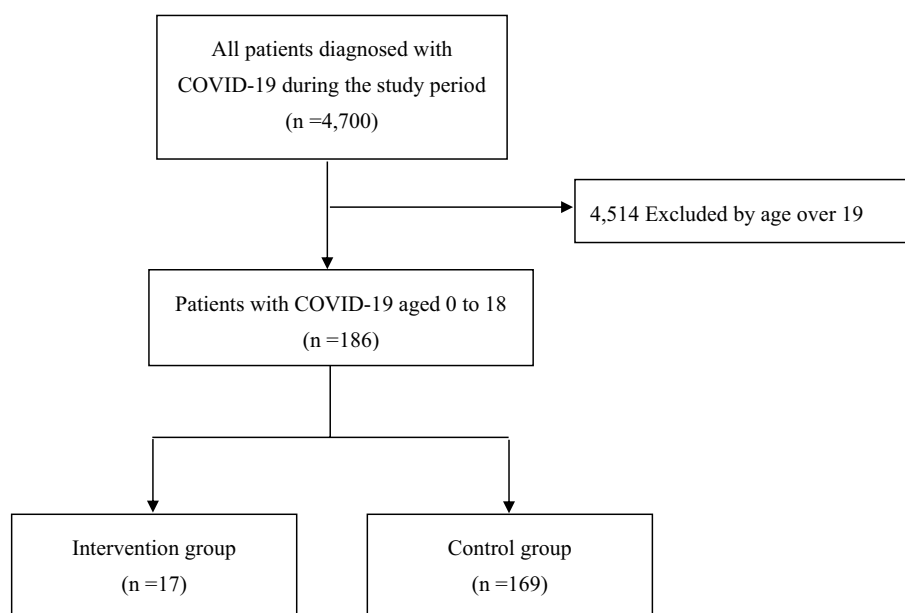 All patients diagnosed with
COVID-19 during the study period
(n =4,700)
4,514 Excluded by age over 19
Patients with COVID-19 aged 0 to 18
(n =186)
Intervention group
(n =17)
Control group
(n =169)